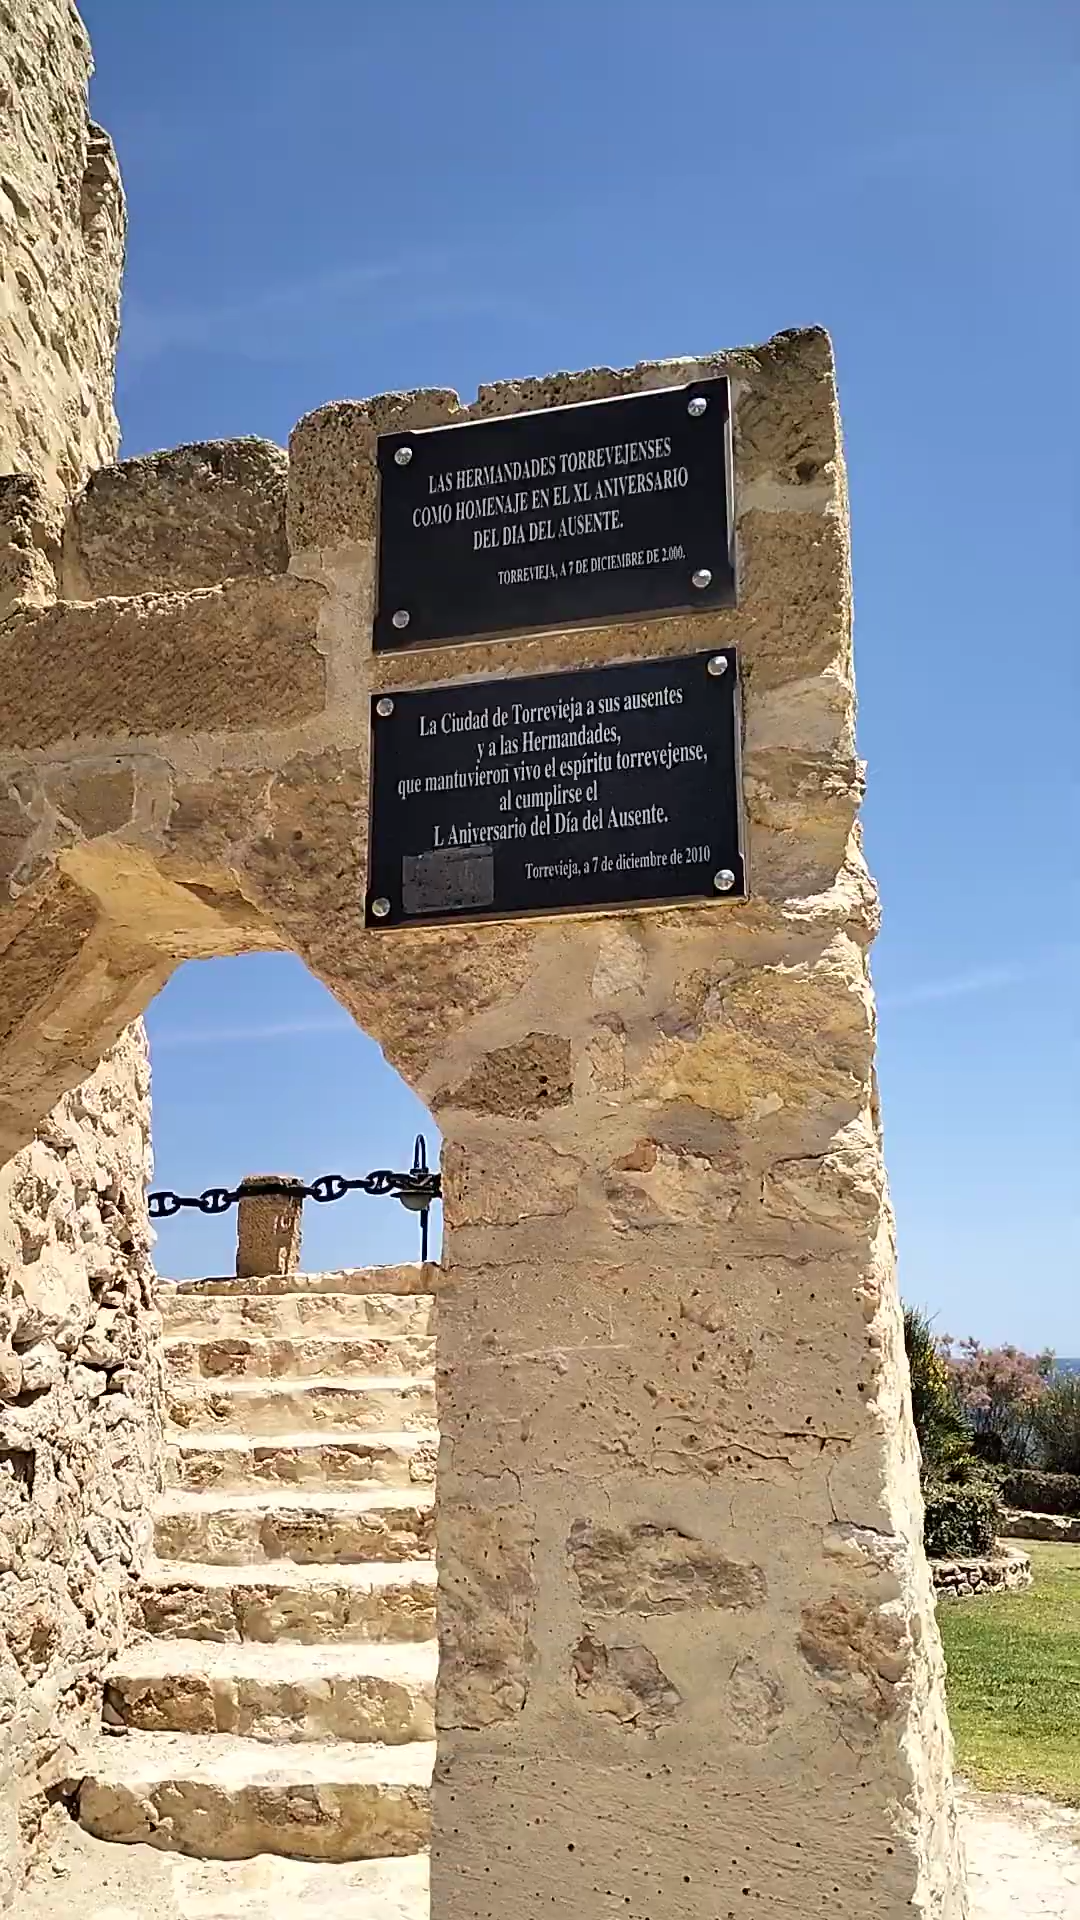 LAS HERMANDADES TORREVEJENSES
COMO HOMENAJE EN EL XL ANIVERSARIO
DEL DIA DEL AUSENTE.
TORREVIEJA, A 7 DE DICIEMBRE DE 2.000.
La Ciudad de Torrevieja a sus ausentes
y a las Hermandades,
que mantuvieron vivo el espíritu torrevejense,
al cumplirse el
L Aniversario del Día del Ausente.
Torrevieja, a 7 de diciembre de 2010